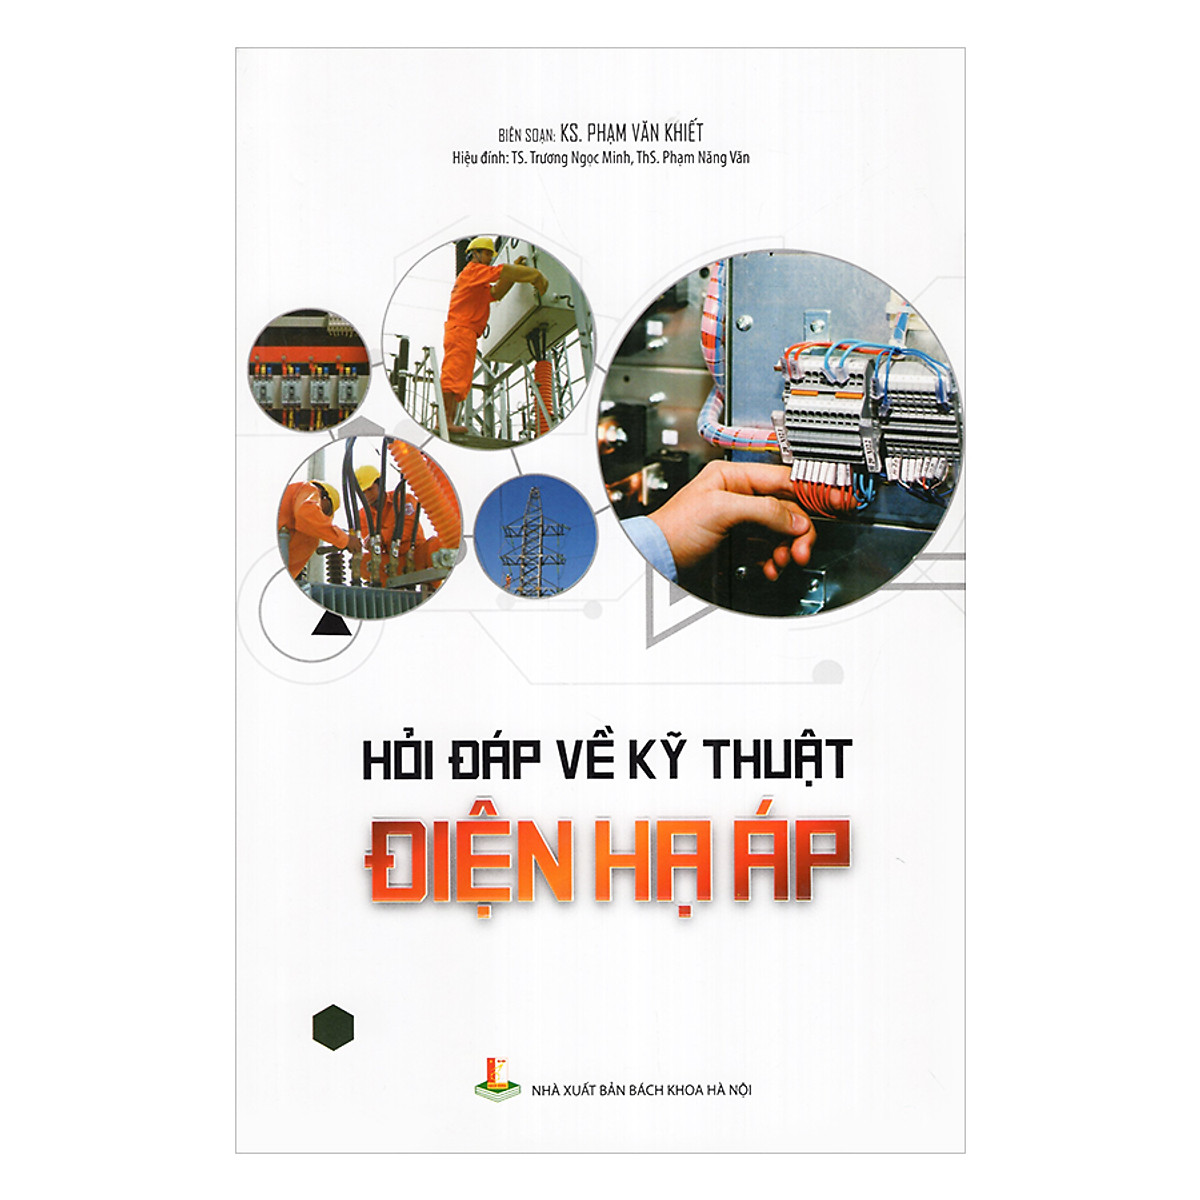 BIÊN SOẠN: KS. PHẠM VĂN KHIẾT
Hiệu đính: TS. Trương Ngọc Minh, ThS. Phạm Năng Văn
HỎI ĐÁP VỀ KỸ THUẬT
ĐIỆN HẠ ÁP
NHÀ XUẤT BẢN BÁCH KHOA HÀ NỘI